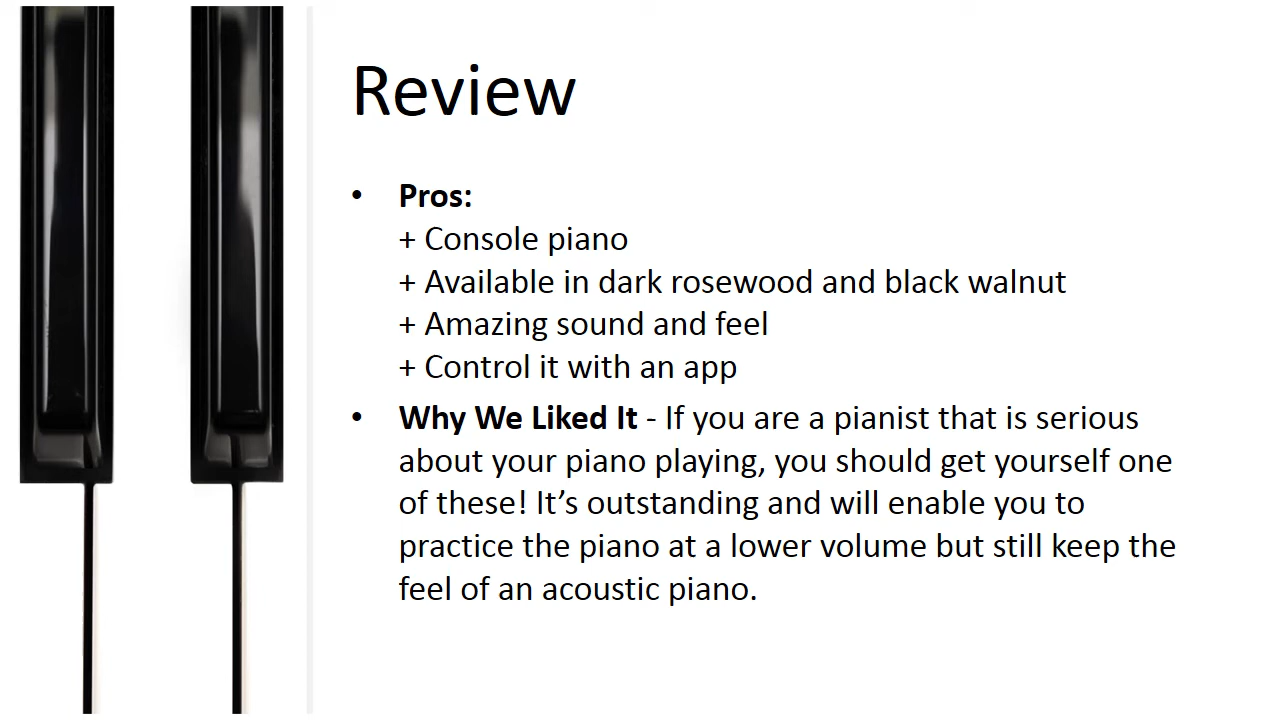 Review
• Pros:
+ Console piano
+ Available in dark rosewood and black walnut
+ Amazing sound and feel
+ Control it with an app
• Why We Liked It - If you are a pianist that is serious
about your piano playing, you should get yourself one
of these! It’s outstanding and will enable you to
practice the piano at a lower volume but still keep the
feel of an acoustic piano.